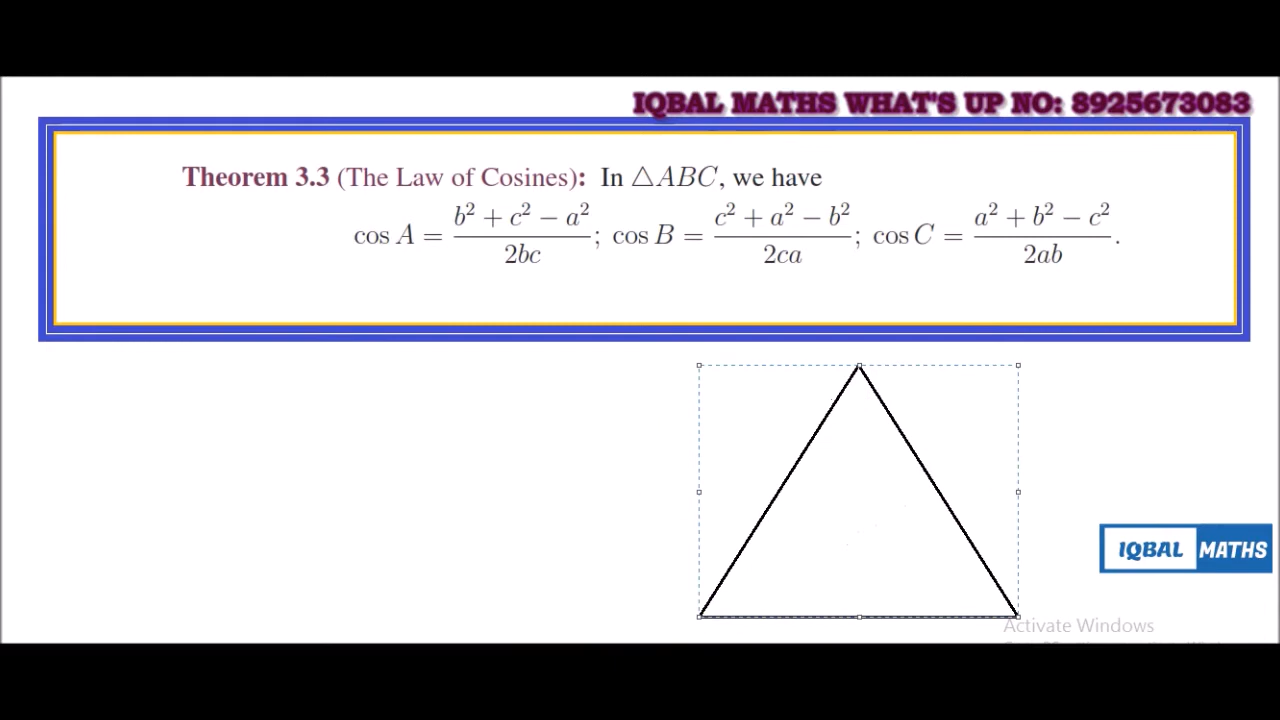 IQBAL MATHS WHAT'S UP NO: 8925673083
Theorem 3.3 (The Law of Cosines): In △ABC, we have
cos A = (b² + c² − a²)/(2bc); cos B = (c² + a² − b²)/(2ca); cos C = (a² + b² − c²)/(2ab).
IQBAL MATHS
Activate Windows